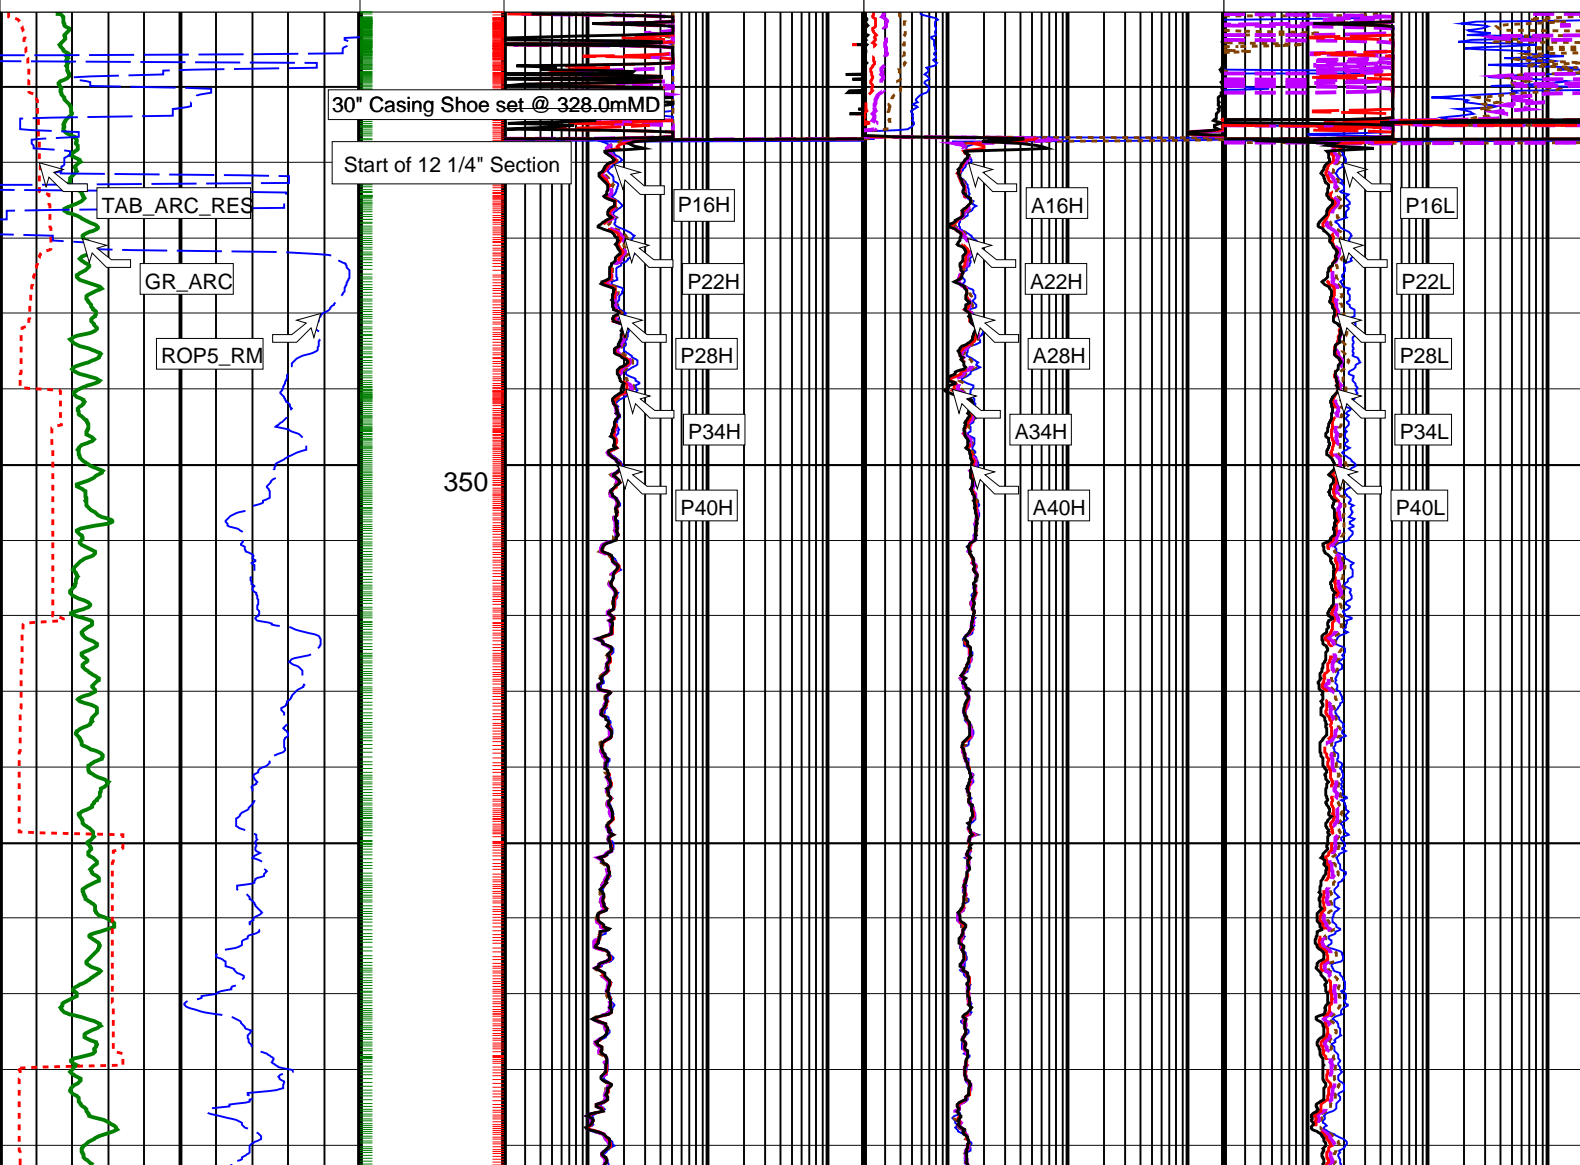 30" Casing Shoe set @ 328.0mMD
Start of 12 1/4" Section
TAB_ARC_RES
P16H
A16H
P16L
GR_ARC
P22H
A22H
P22L
ROP5_RM
P28H
A28H
P28L
P34H
A34H
P34L
350
P40H
A40H
P40L